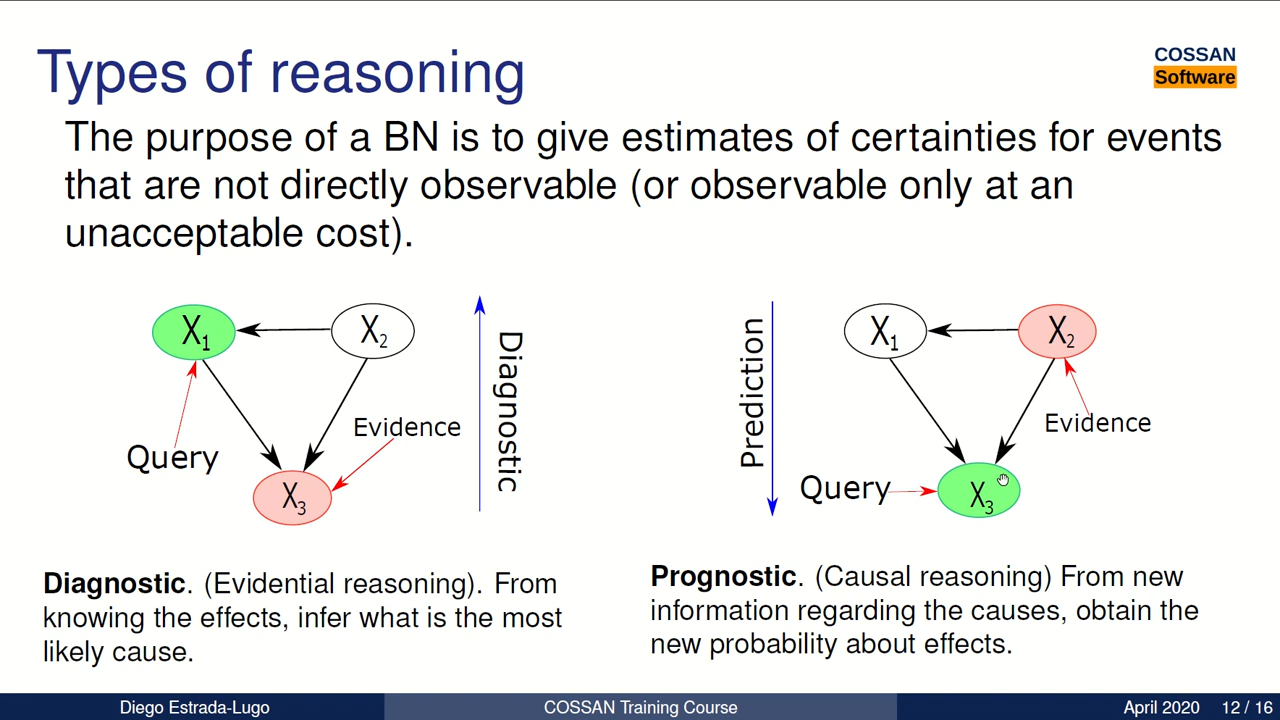 Types of reasoning
COSSAN
Software
The purpose of a BN is to give estimates of certainties for events
that are not directly observable (or observable only at an
unacceptable cost).
X1
X2
Query
Evidence
X3
Diagnostic
Prediction
X1
X2
Evidence
Query
X3
Diagnostic. (Evidential reasoning). From
knowing the effects, infer what is the most
likely cause.
Prognostic. (Causal reasoning) From new
information regarding the causes, obtain the
new probability about effects.
Diego Estrada-Lugo
COSSAN Training Course
April 2020 12 / 16